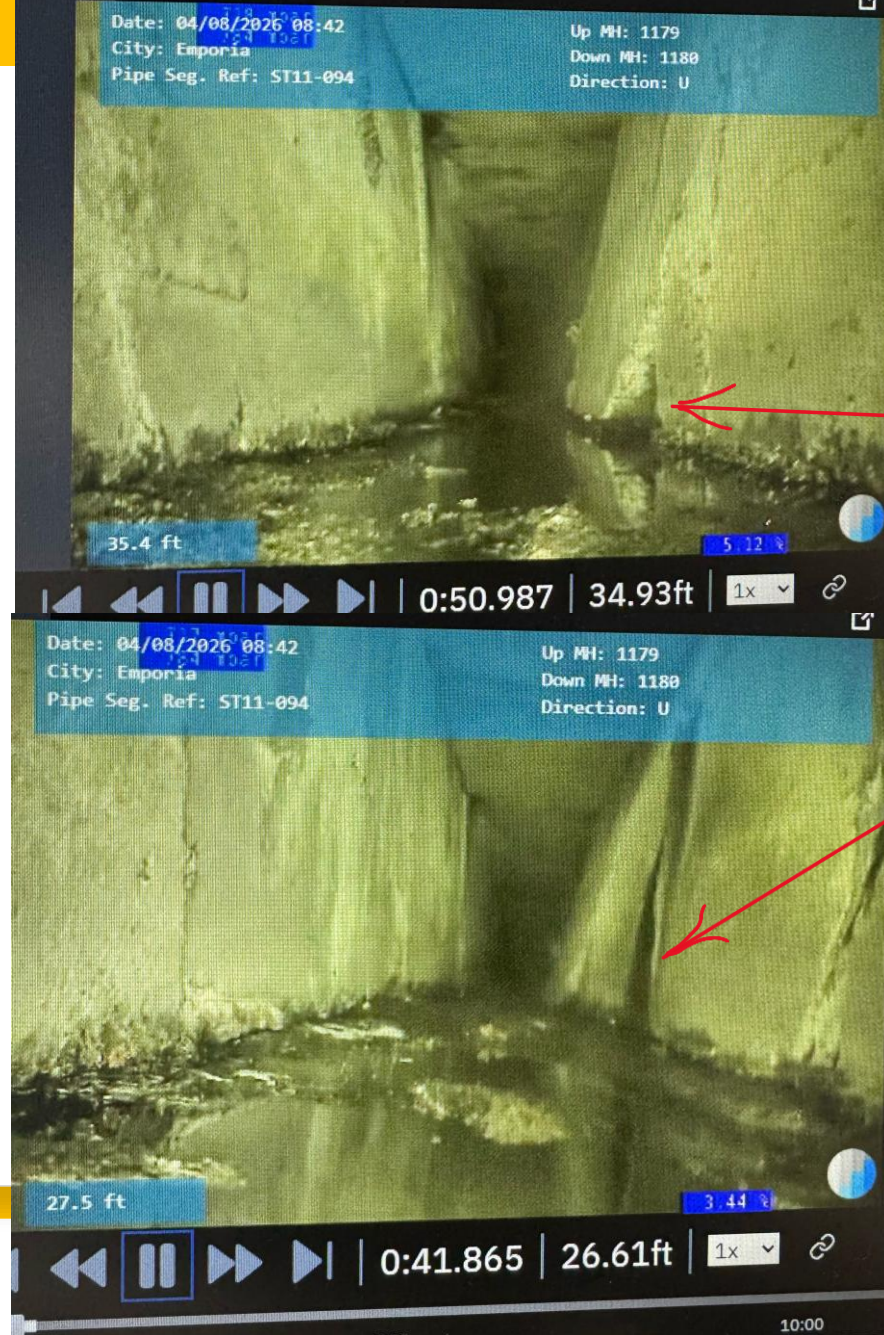 Date: 04/08/2026 08:42
City: Emporia
Pipe Seg. Ref: ST11-094
Up MH: 1179
Down MH: 1180
Direction: U
35.4 ft
5.12 %
0:50.987 | 34.93ft
1x
Date: 04/08/2026 08:42
City: Emporia
Pipe Seg. Ref: ST11-094
Up MH: 1179
Down MH: 1180
Direction: U
27.5 ft
3.44 %
0:41.865 | 26.61ft
1x
10:00